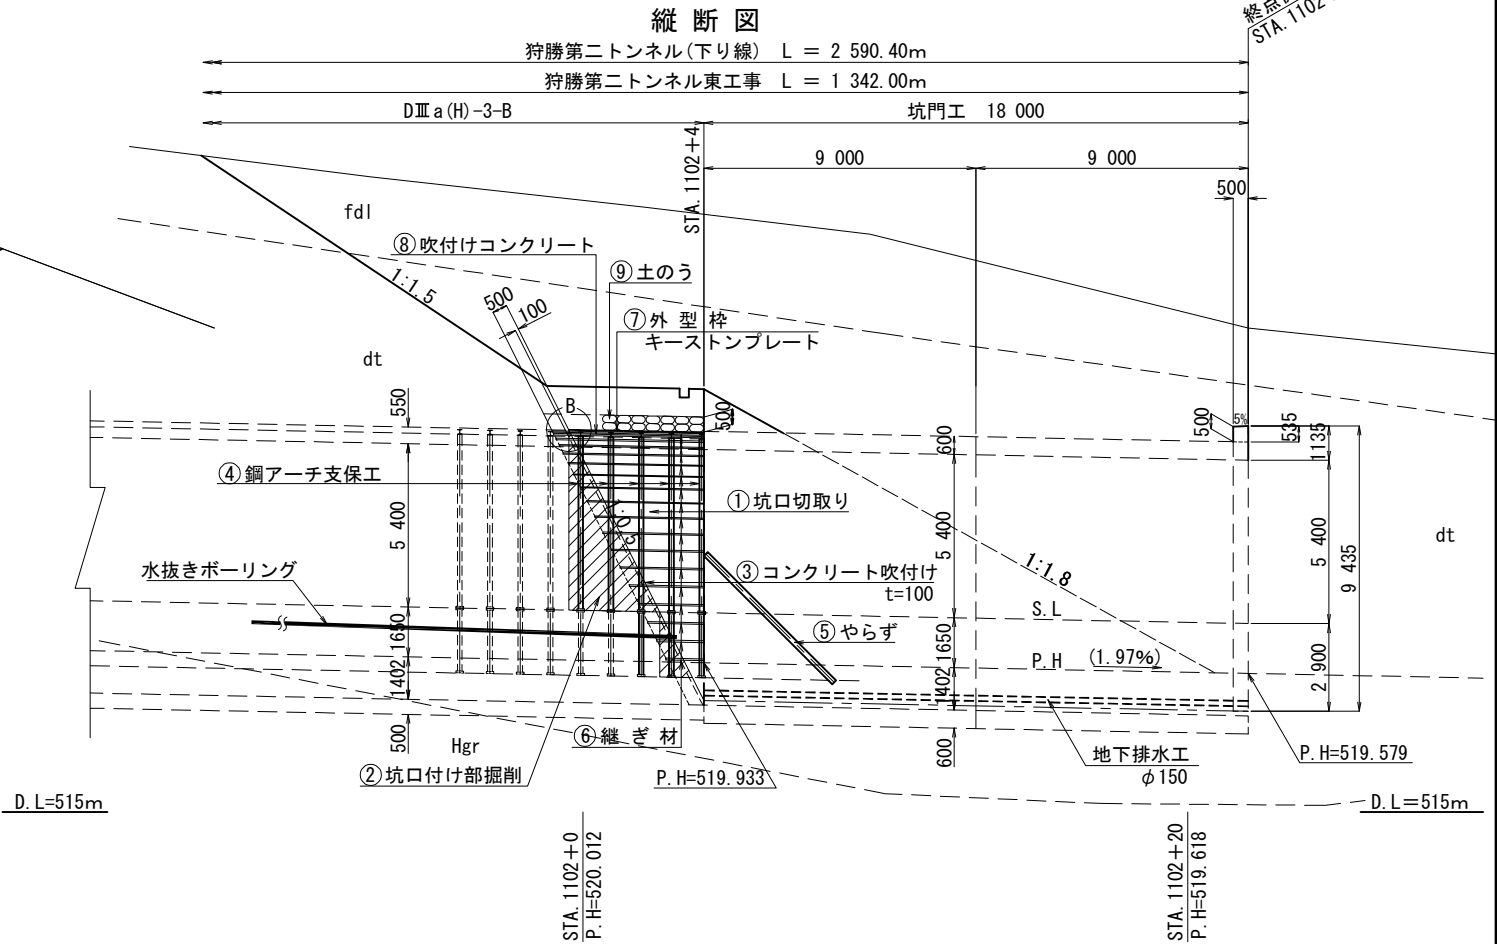 縦断図
終点
STA.1102
狩勝第二トンネル(下り線) L = 2 590.40m
狩勝第二トンネル東工事 L = 1 342.00m
DⅢa(H)-3-B
坑門工 18 000
STA.1102+4
9 000
9 000
500
fdl
⑧吹付けコンクリート
⑨土のう
1:1.5
500
100
⑦外型枠
キーストンプレート
dt
550
B
500
600
500
5%
535
1135
④鋼アーチ支保工
①坑口切取り
1:0.5
5 400
5 400
5 400
9 435
dt
水抜きボーリング
③コンクリート吹付け
t=100
1:1.8
S.L
⑤やらず
1650
1650
P.H (1.97%)
2 900
1402
402
500
Hgr
⑥継ぎ材
600
地下排水工
φ150
P.H=519.579
②坑口付け部掘削
P.H=519.933
D.L=515m
D.L=515m
STA.1102+0
P.H=520.012
STA.1102+20
P.H=519.618